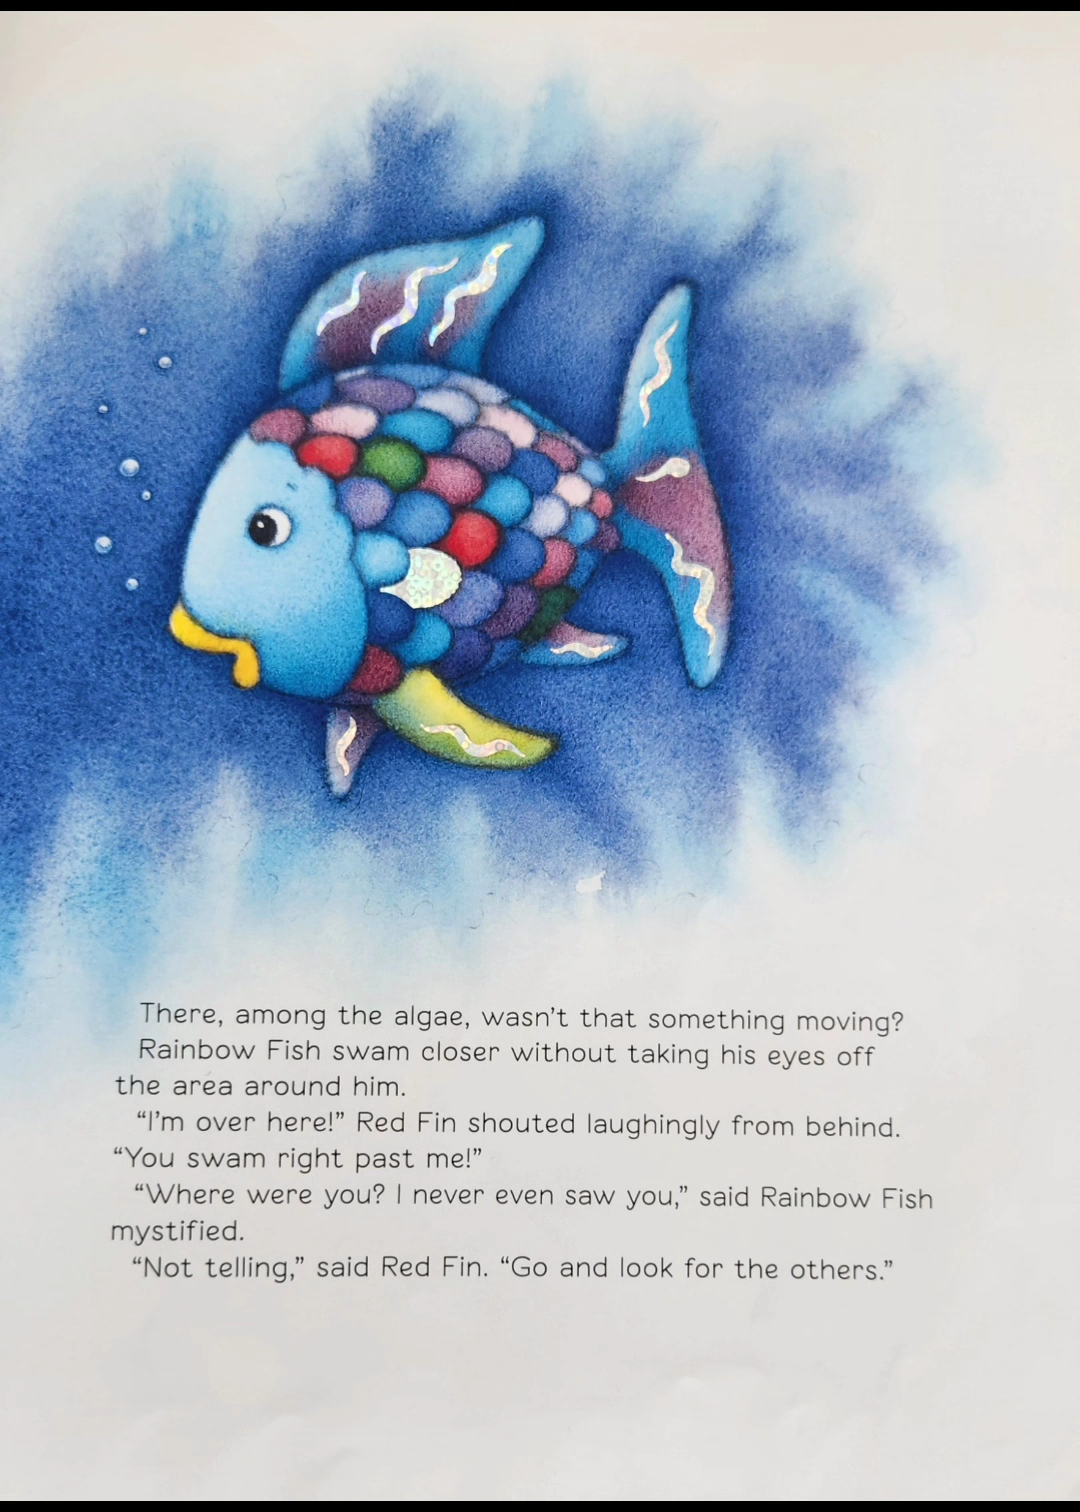 There, among the algae, wasn't that something moving?
Rainbow Fish swam closer without taking his eyes off
the area around him.
“I'm over here!” Red Fin shouted laughingly from behind.
“You swam right past me!”
“Where were you? I never even saw you,” said Rainbow Fish
mystified.
“Not telling,” said Red Fin. “Go and look for the others.”